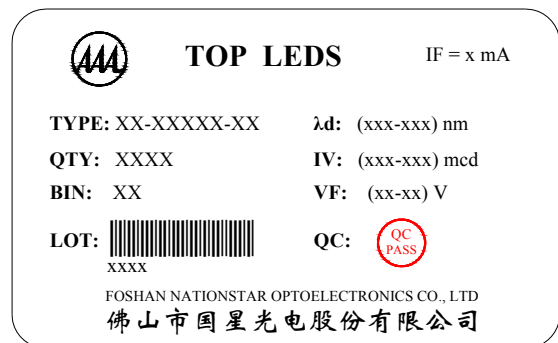 TOP LEDS IF = x mA
TYPE: XX-XXXXX-XX λd: (xxx-xxx) nm
QTY: XXXX IV: (xxx-xxx) mcd
BIN: XX VF: (xx-xx) V
LOT: QC: QC PASS
xxxx
FOSHAN NATIONSTAR OPTOELECTRONICS CO., LTD
佛山市国星光电股份有限公司